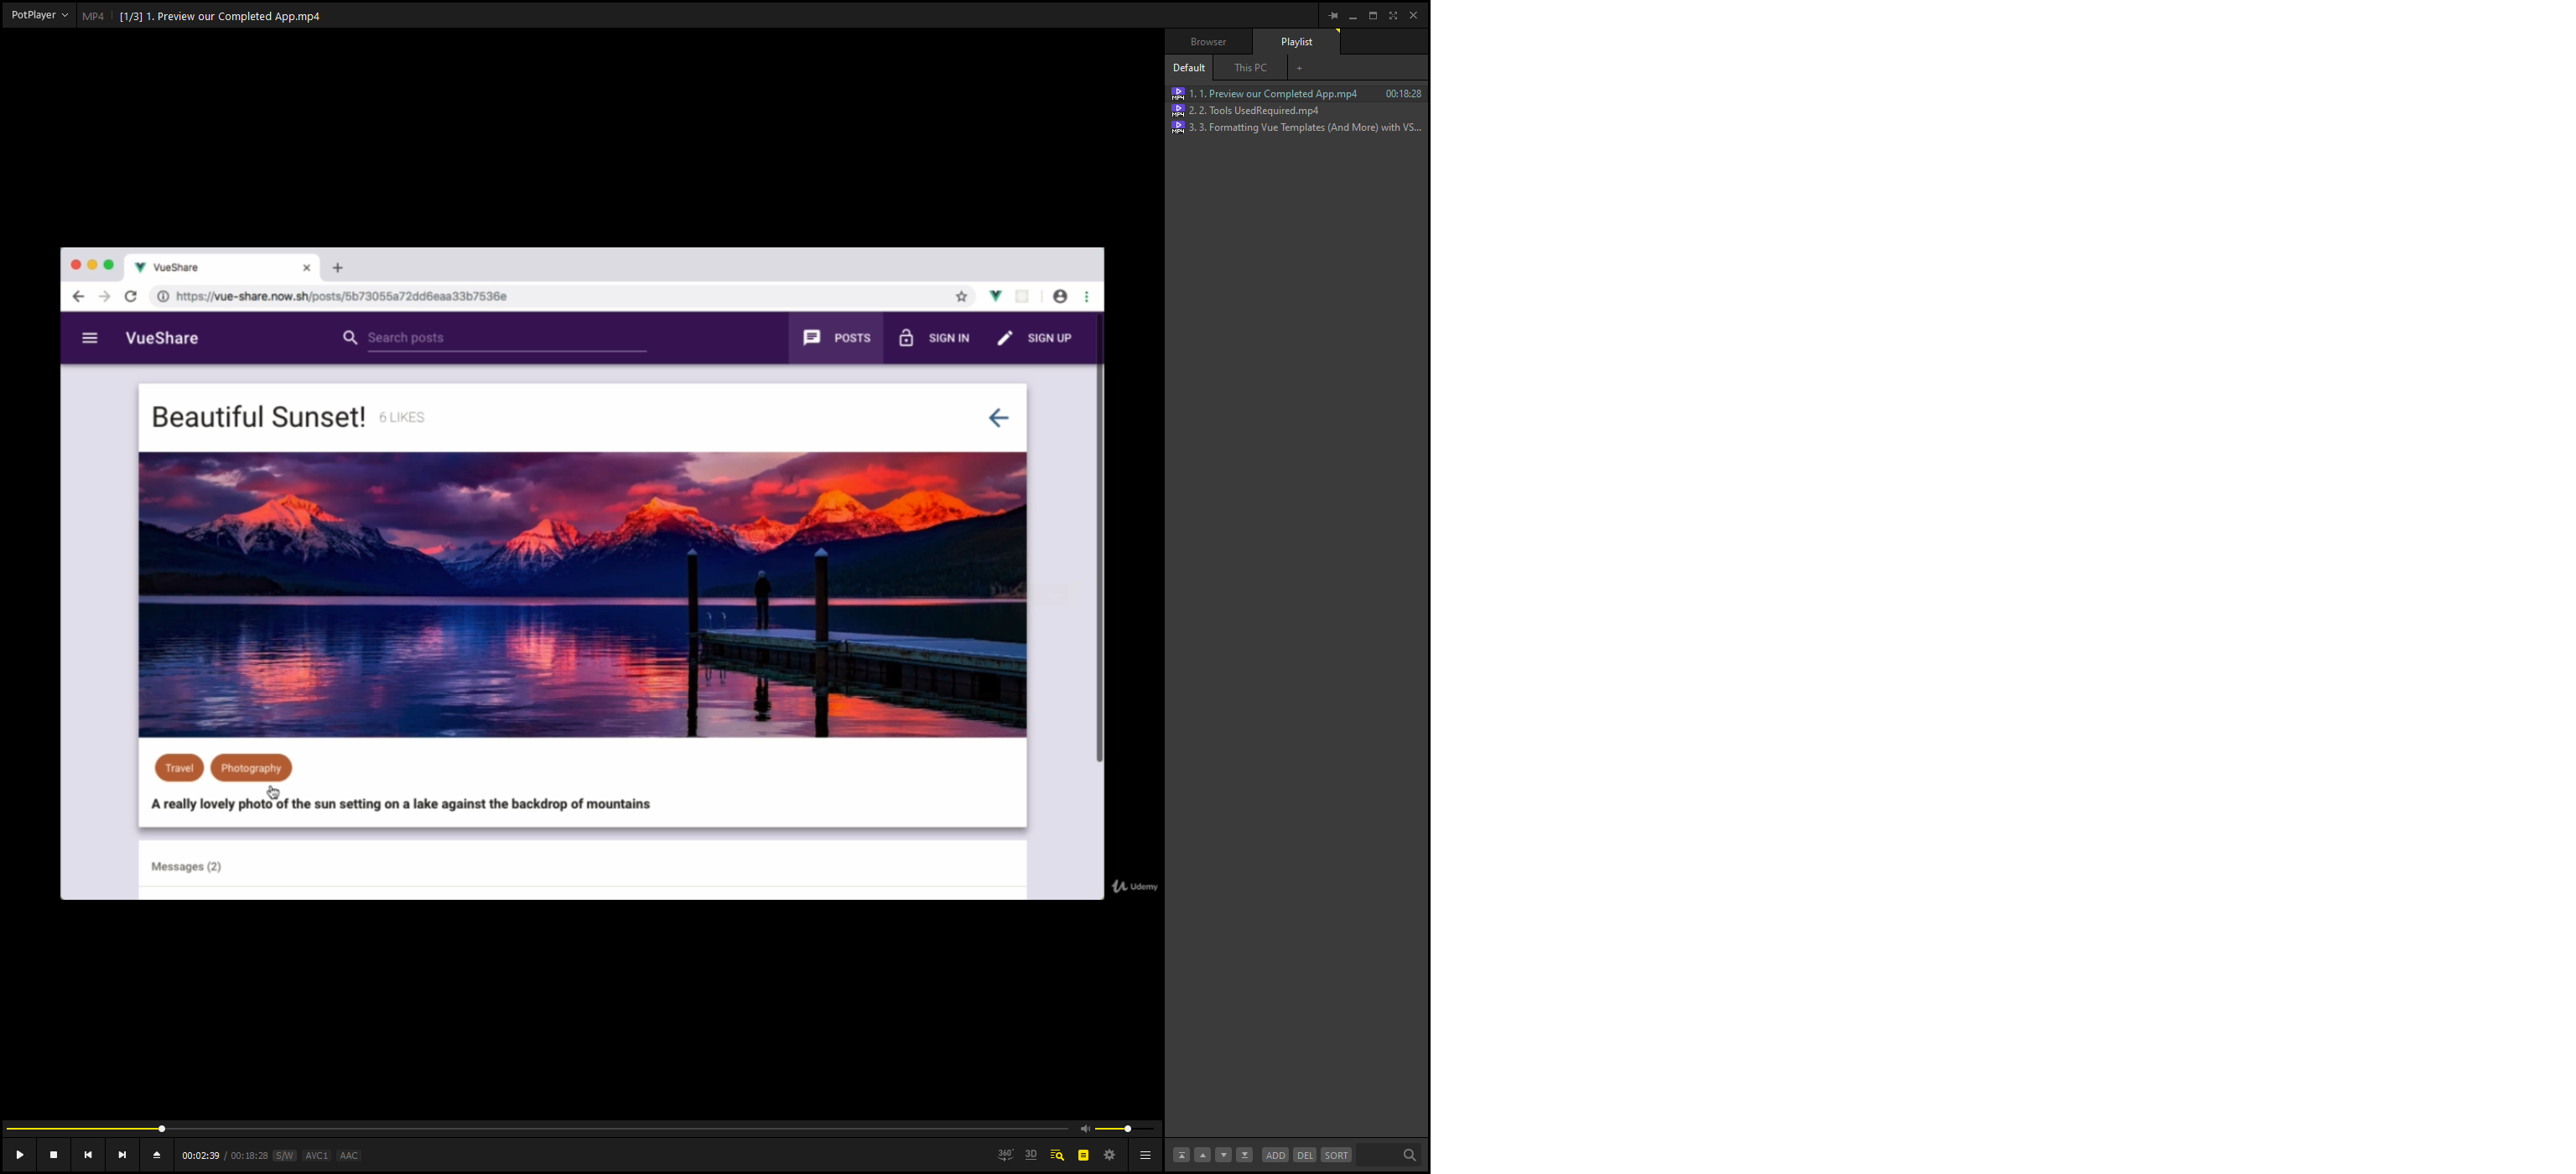 PotPlayer MP4 [1/3] 1. Preview our Completed App.mp4
Browser Playlist
Default This PC +
1. 1. Preview our Completed App.mp4 00:18:28
2. 2. Tools UsedRequired.mp4
3. 3. Formatting Vue Templates (And More) with VS...
VueShare
https://vue-share.now.sh/posts/5b73055a72dd6eaa33b7536e
VueShare Search posts POSTS SIGN IN SIGN UP
Beautiful Sunset! 6 LIKES
Travel Photography
A really lovely photo of the sun setting on a lake against the backdrop of mountains
Messages (2)
Udemy
00:02:39 / 00:18:28 S/W AVC1 AAC 360° 3D
ADD DEL SORT